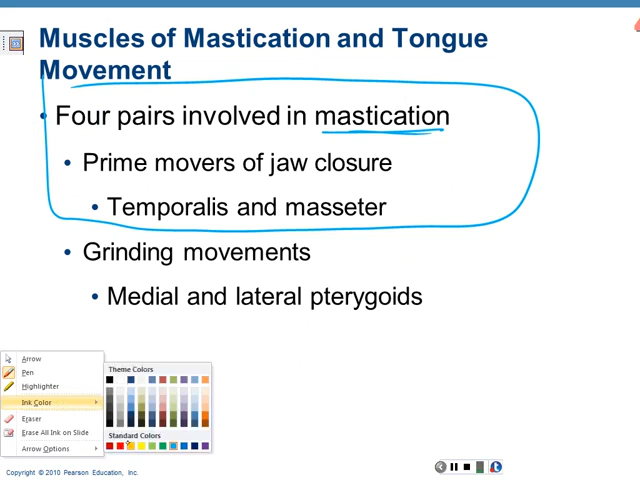 Muscles of Mastication and Tongue
Movement
• Four pairs involved in mastication
• Prime movers of jaw closure
• Temporalis and masseter
• Grinding movements
• Medial and lateral pterygoids
Arrow
Pen
Highlighter
Ink Color
Eraser
Erase All Ink on Slide
Arrow Options
Theme Colors
Standard Colors
Copyright © 2010 Pearson Education, Inc.